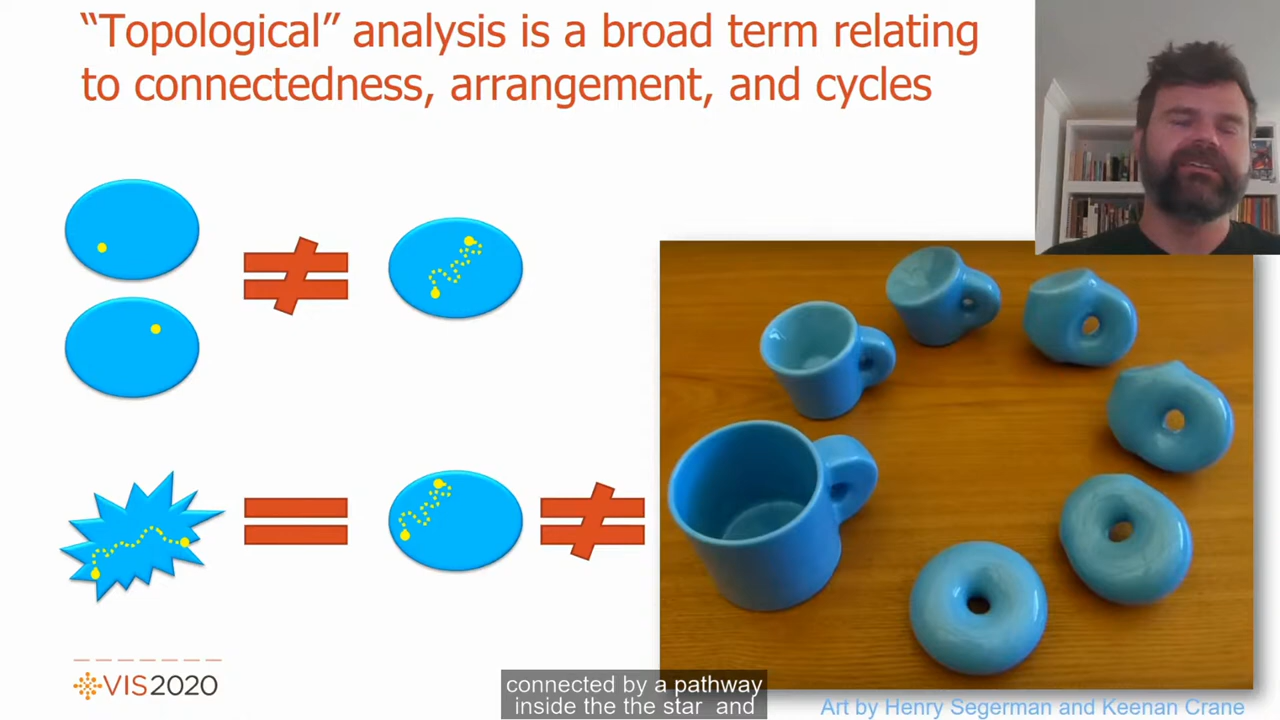 “Topological” analysis is a broad term relating
to connectedness, arrangement, and cycles
VIS2020
connected by a pathway
inside the the star and
Art by Henry Segerman and Keenan Crane